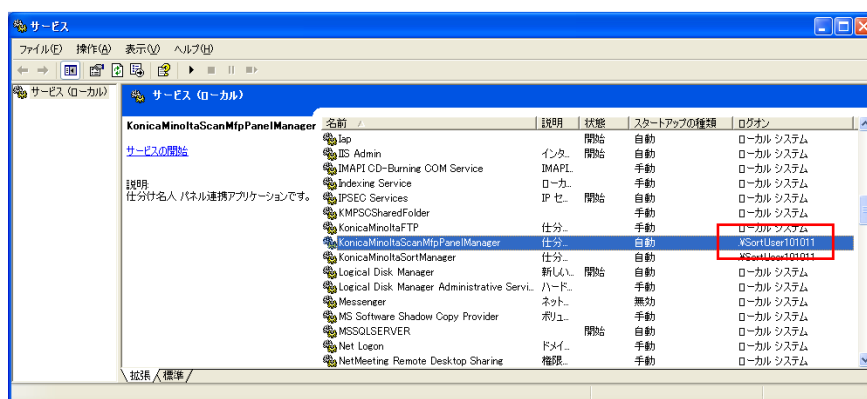 サービス
ファイル(F) 操作(A) 表示(V) ヘルプ(H)
サービス (ローカル)
サービス (ローカル)
KonicaMinoltaScanMfpPanelManager
サービスの開始
説明:
仕分け名人 パネル連携アプリケーションです。
名前 説明 状態 スタートアップの種類 ログオン
Iap 開始 自動 ローカル システム
IIS Admin インタ... 開始 自動 ローカル システム
IMAPI CD-Burning COM Service IMAPI... 手動 ローカル システム
Indexing Service ローカ... 手動 ローカル システム
IPSEC Services IP セ... 開始 自動 ローカル システム
KMPSCSharedFolder 手動 ローカル システム
KonicaMinoltaFTP 仕分... 手動 ローカル システム
KonicaMinoltaScanMfpPanelManager 仕分... 自動 .¥SortUser101011
KonicaMinoltaSortManager 仕分... 自動 .¥SortUser101011
Logical Disk Manager 新しい... 開始 自動 ローカル システム
Logical Disk Manager Administrative Servi... ハード... 手動 ローカル システム
Messenger ネット... 無効 ローカル システム
MS Software Shadow Copy Provider ボリュ... 手動 ローカル システム
MSSQLSERVER 開始 自動 ローカル システム
Net Logon ドメイ... 手動 ローカル システム
NetMeeting Remote Desktop Sharing 権限... 手動 ローカル システム
拡張 標準